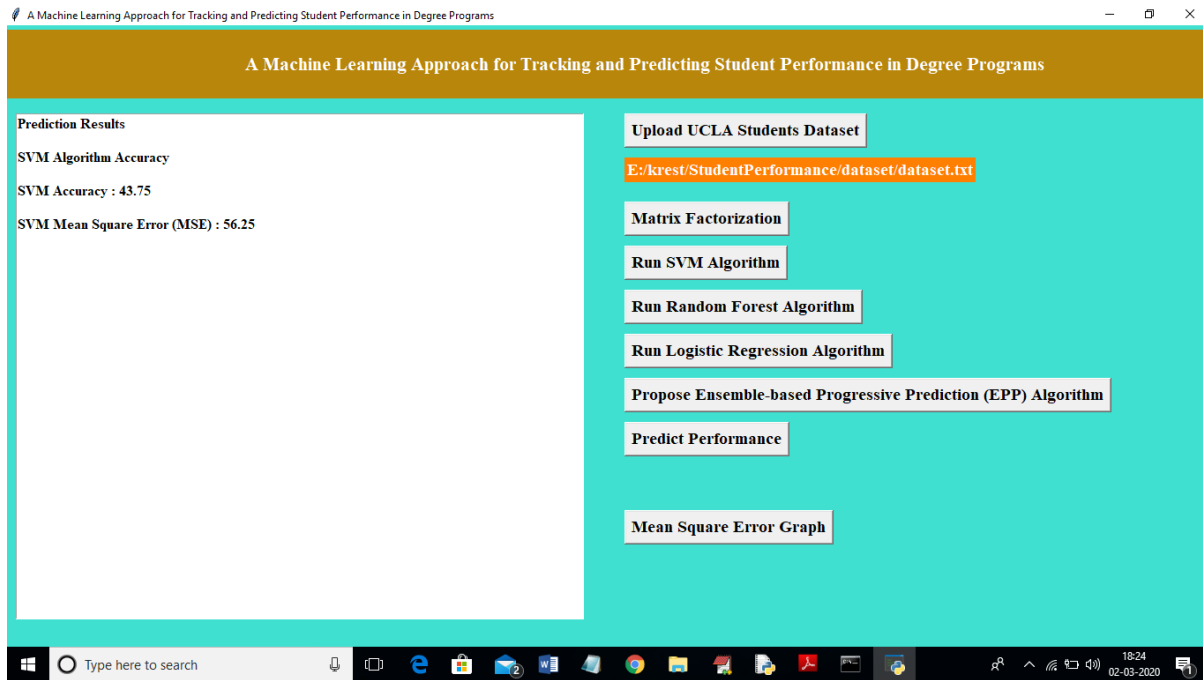 A Machine Learning Approach for Tracking and Predicting Student Performance in Degree Programs
A Machine Learning Approach for Tracking and Predicting Student Performance in Degree Programs
Prediction Results
SVM Algorithm Accuracy
SVM Accuracy : 43.75
SVM Mean Square Error (MSE) : 56.25
Upload UCLA Students Dataset
E:/krest/StudentPerformance/dataset/dataset.txt
Matrix Factorization
Run SVM Algorithm
Run Random Forest Algorithm
Run Logistic Regression Algorithm
Propose Ensemble-based Progressive Prediction (EPP) Algorithm
Predict Performance
Mean Square Error Graph
Type here to search
2
18:24
02-03-2020
1